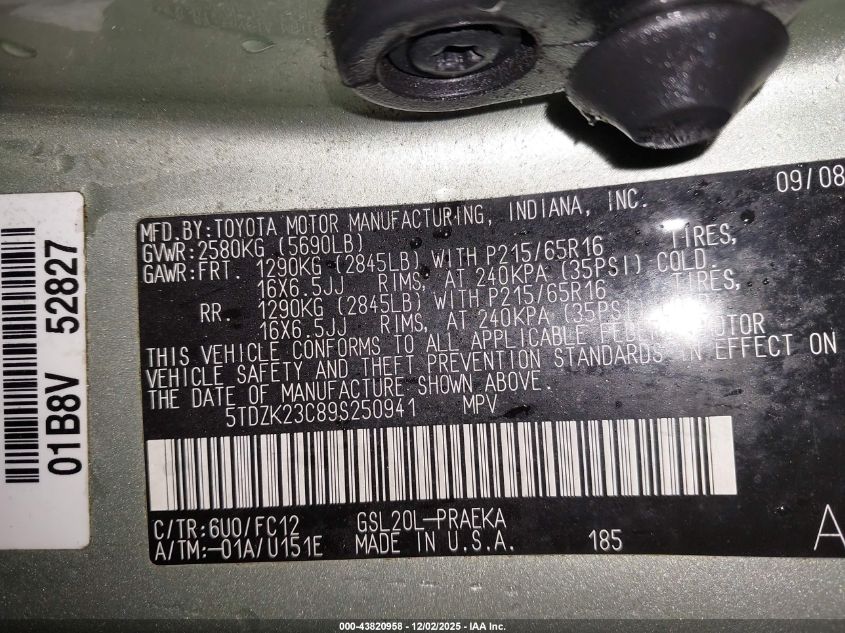 01B8V 52827
09/08
MFD.BY:TOYOTA MOTOR MANUFACTURING, INDIANA, INC.
GVWR:2580KG (5690LB)
GAWR:FRT. 1290KG (2845LB) WITH P215/65R16 TIRES,
16X6.5JJ RIMS, AT 240KPA (35PSI) COLD.
RR. 1290KG (2845LB) WITH P215/65R16 TIRES,
16X6.5JJ RIMS, AT 240KPA (35PSI)
THIS VEHICLE CONFORMS TO ALL APPLICABLE FEDERAL MOTOR
VEHICLE SAFETY AND THEFT PREVENTION STANDARDS IN EFFECT ON
THE DATE OF MANUFACTURE SHOWN ABOVE.
5TDZK23C89S250941 MPV
C/TR:6U0/FC12 GSL20L-PRAEKA
A/TM:-01A/U151E MADE IN U.S.A. 185 A
000-43820958 - 12/02/2025 - IAA Inc.